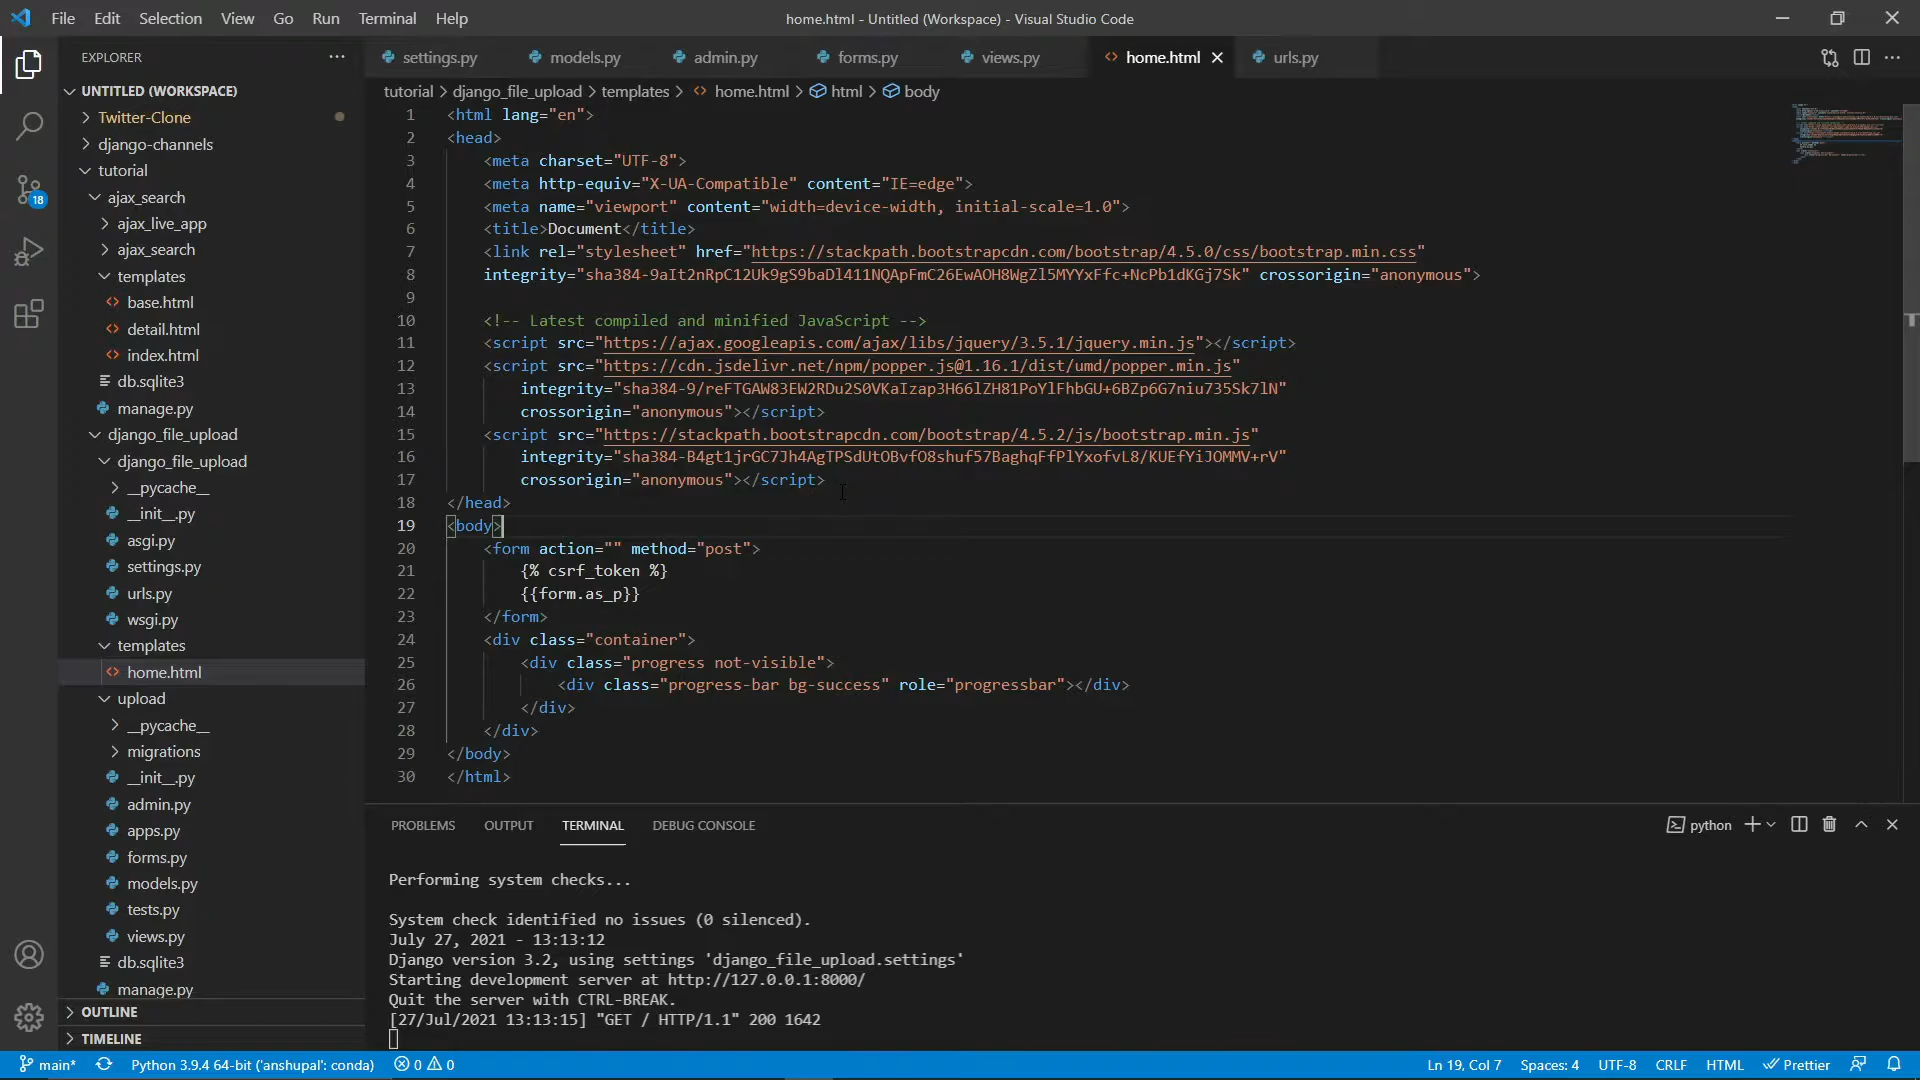 File Edit Selection View Go Run Terminal Help
home.html - Untitled (Workspace) - Visual Studio Code
EXPLORER
settings.py models.py admin.py forms.py views.py home.html urls.py
UNTITLED (WORKSPACE)
Twitter-Clone
django-channels
tutorial
ajax_search
ajax_live_app
ajax_search
templates
base.html
detail.html
index.html
db.sqlite3
manage.py
django_file_upload
django_file_upload
__pycache__
__init__.py
asgi.py
settings.py
urls.py
wsgi.py
templates
home.html
upload
__pycache__
migrations
__init__.py
admin.py
apps.py
forms.py
models.py
tests.py
views.py
db.sqlite3
manage.py
OUTLINE
TIMELINE
18
tutorial > django_file_upload > templates > home.html > html > body
1 <html lang="en">
2 <head>
3 <meta charset="UTF-8">
4 <meta http-equiv="X-UA-Compatible" content="IE=edge">
5 <meta name="viewport" content="width=device-width, initial-scale=1.0">
6 <title>Document</title>
7 <link rel="stylesheet" href="https://stackpath.bootstrapcdn.com/bootstrap/4.5.0/css/bootstrap.min.css"
8 integrity="sha384-9aIt2nRpC12Uk9gS9baDl411NQApFmC26EwAOH8WgZl5MYYxFfc+NcPb1dKGj7Sk" crossorigin="anonymous">
9
10 <!-- Latest compiled and minified JavaScript -->
11 <script src="https://ajax.googleapis.com/ajax/libs/jquery/3.5.1/jquery.min.js"></script>
12 <script src="https://cdn.jsdelivr.net/npm/popper.js@1.16.1/dist/umd/popper.min.js"
13 integrity="sha384-9/reFTGAW83EW2RDu2S0VKaIzap3H66lZH81PoYlFhbGU+6BZp6G7niu735Sk7lN"
14 crossorigin="anonymous"></script>
15 <script src="https://stackpath.bootstrapcdn.com/bootstrap/4.5.2/js/bootstrap.min.js"
16 integrity="sha384-B4gt1jrGC7Jh4AgTPSdUtOBvfO8shuf57BaghqFfPlYxofvL8/KUEfYiJOMMV+rV"
17 crossorigin="anonymous"></script>
18 </head>
19 <body>
20 <form action="" method="post">
21 {% csrf_token %}
22 {{form.as_p}}
23 </form>
24 <div class="container">
25 <div class="progress not-visible">
26 <div class="progress-bar bg-success" role="progressbar"></div>
27 </div>
28 </div>
29 </body>
30 </html>
PROBLEMS OUTPUT TERMINAL DEBUG CONSOLE
python
Performing system checks...
System check identified no issues (0 silenced).
July 27, 2021 - 13:13:12
Django version 3.2, using settings 'django_file_upload.settings'
Starting development server at http://127.0.0.1:8000/
Quit the server with CTRL-BREAK.
[27/Jul/2021 13:13:15] "GET / HTTP/1.1" 200 1642
main* Python 3.9.4 64-bit ('anshupal': conda) 0 0
Ln 19, Col 7 Spaces: 4 UTF-8 CRLF HTML Prettier